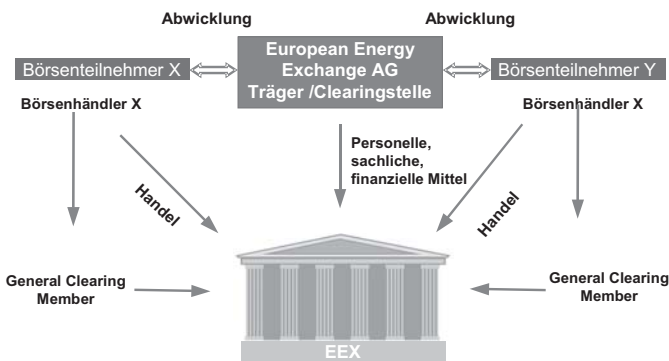 Abwicklung
Abwicklung
European Energy
Exchange AG
Träger /Clearingstelle
Börsenteilnehmer X
Börsenteilnehmer Y
Börsenhändler X
Börsenhändler X
Personelle,
sachliche,
finanzielle Mittel
Handel
Handel
General Clearing
Member
General Clearing
Member
EEX